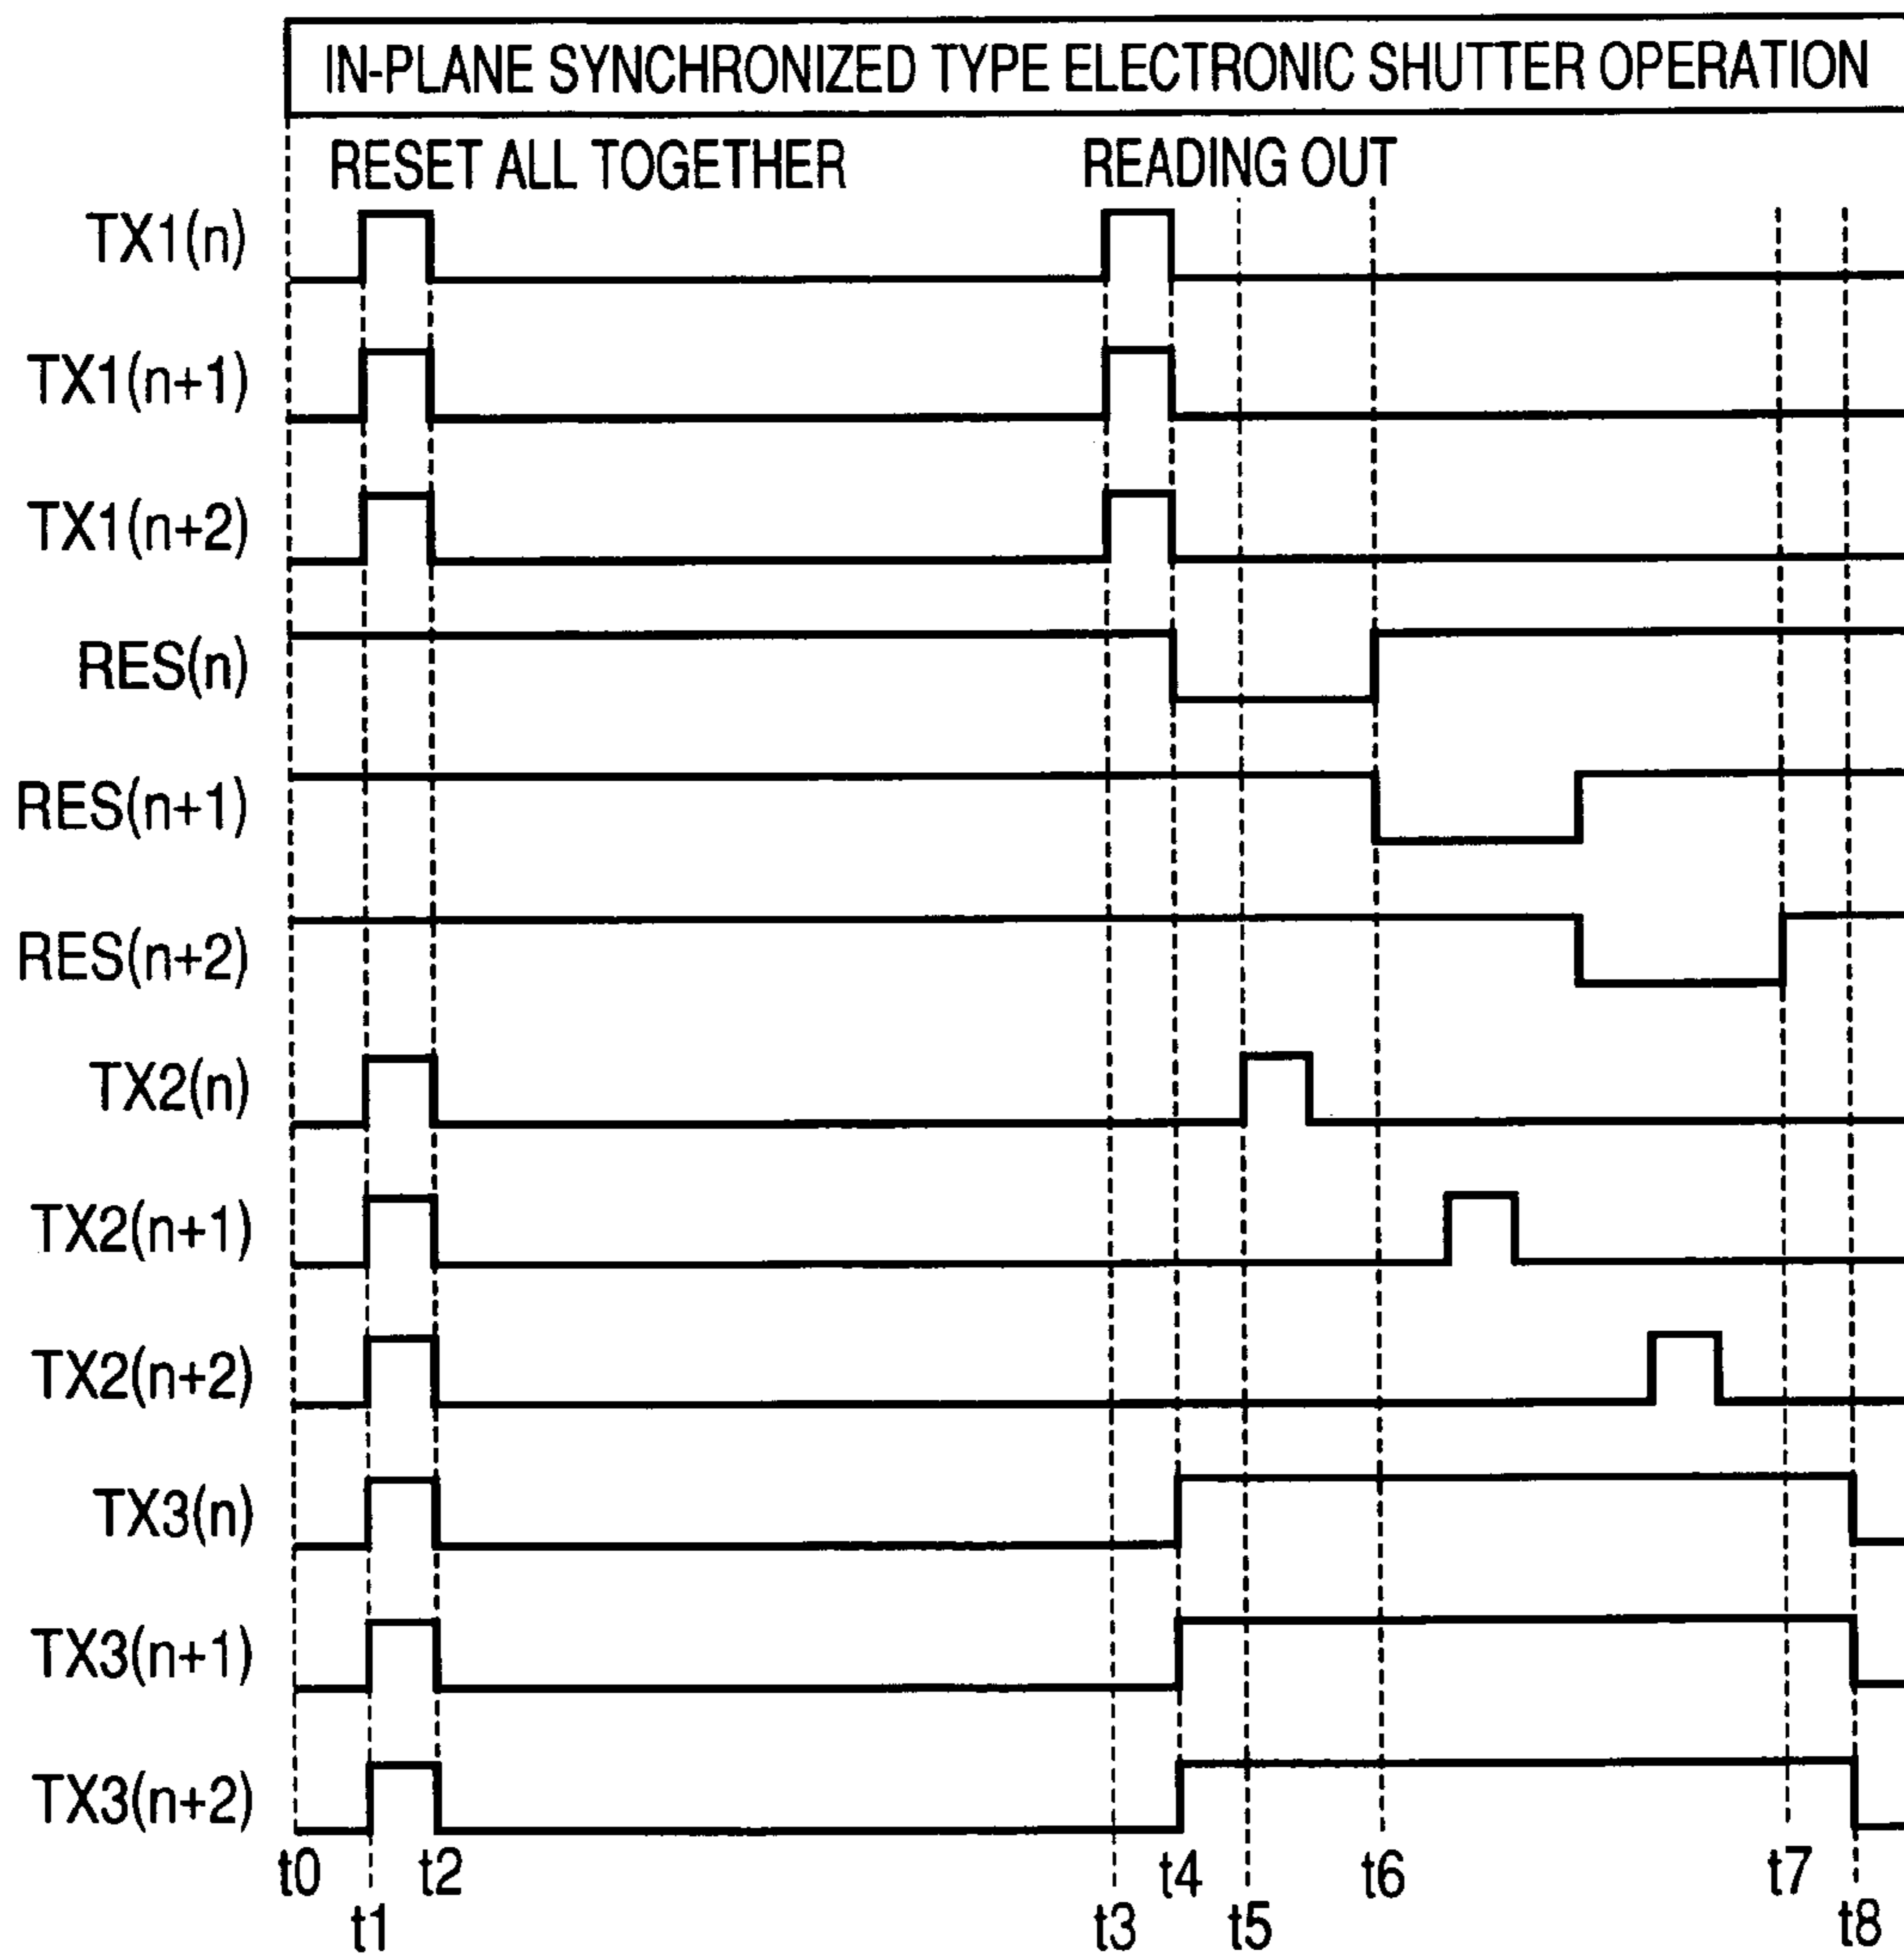 IN-PLANE SYNCHRONIZED TYPE ELECTRONIC SHUTTER OPERATION
RESET ALL TOGETHER READING OUT
TX1(n)
TX1(n+1)
TX1(n+2)
RES(n)
RES(n+1)
RES(n+2)
TX2(n)
TX2(n+1)
TX2(n+2)
TX3(n)
TX3(n+1)
TX3(n+2)
t0 t2 t4 t6 t7
t1 t3 t5 t8